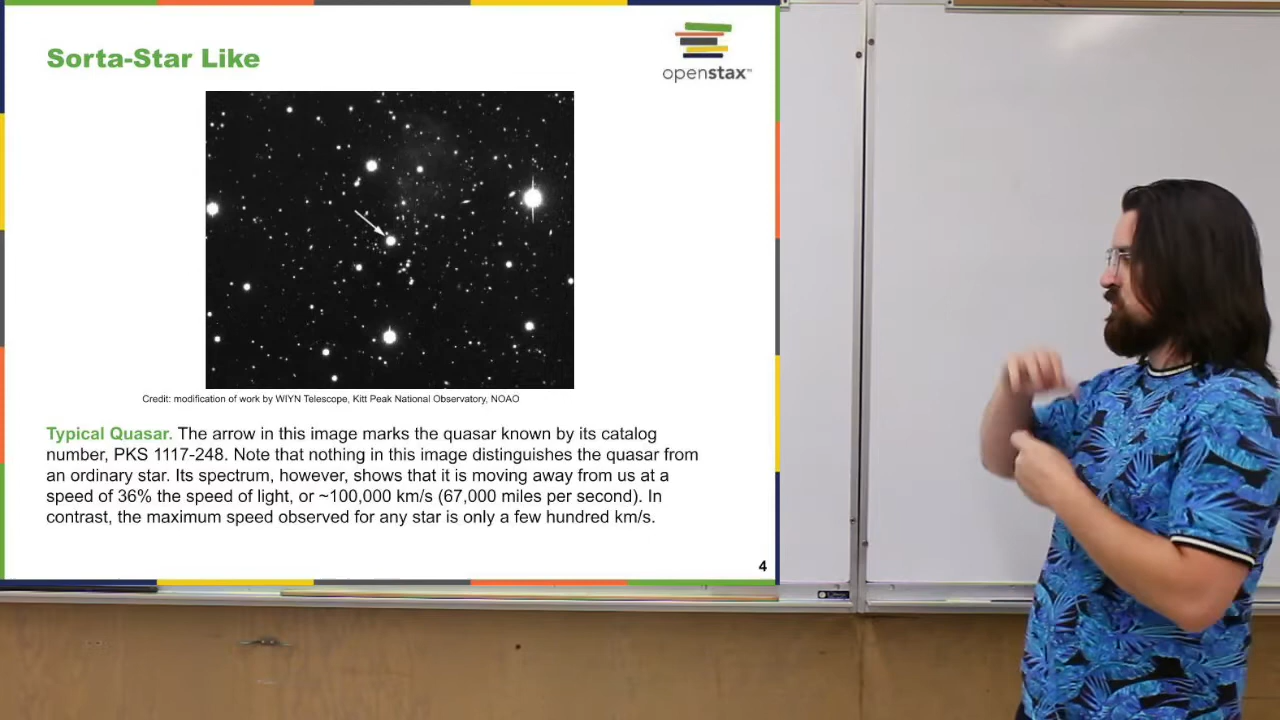 Sorta-Star Like
openstax™
Credit: modification of work by WIYN Telescope, Kitt Peak National Observatory, NOAO
Typical Quasar. The arrow in this image marks the quasar known by its catalog
number, PKS 1117-248. Note that nothing in this image distinguishes the quasar from
an ordinary star. Its spectrum, however, shows that it is moving away from us at a
speed of 36% the speed of light, or ~100,000 km/s (67,000 miles per second). In
contrast, the maximum speed observed for any star is only a few hundred km/s.
4